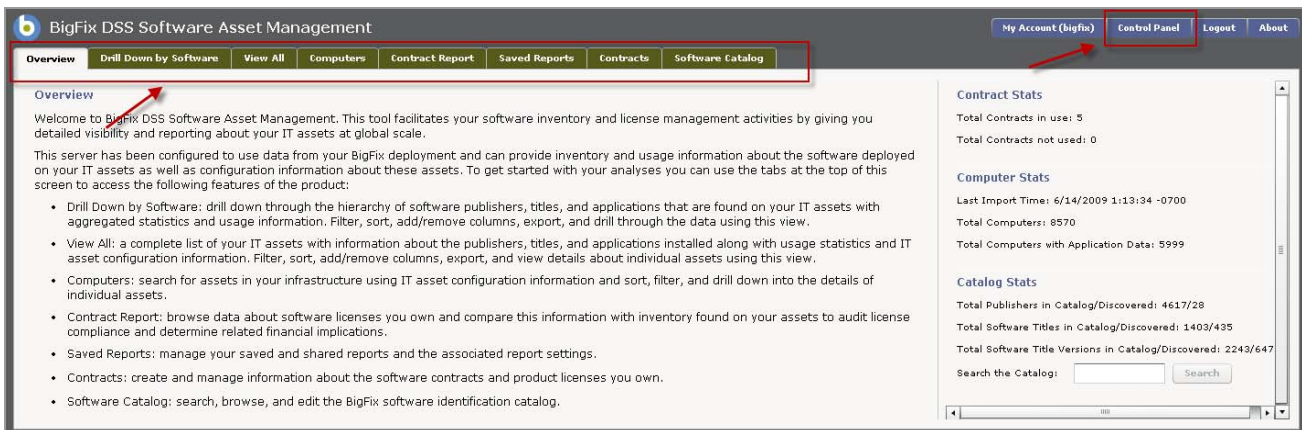 b BigFix DSS Software Asset Management
My Account (bigfix) Control Panel Logout About
Overview Drill Down by Software View All Computers Contract Report Saved Reports Contracts Software Catalog
Overview
Welcome to BigFix DSS Software Asset Management. This tool facilitates your software inventory and license management activities by giving you
detailed visibility and reporting about your IT assets at global scale.
This server has been configured to use data from your BigFix deployment and can provide inventory and usage information about the software deployed
on your IT assets as well as configuration information about these assets. To get started with your analyses you can use the tabs at the top of this
screen to access the following features of the product:
• Drill Down by Software: drill down through the hierarchy of software publishers, titles, and applications that are found on your IT assets with
aggregated statistics and usage information. Filter, sort, add/remove columns, export, and drill through the data using this view.
• View All: a complete list of your IT assets with information about the publishers, titles, and applications installed along with usage statistics and IT
asset configuration information. Filter, sort, add/remove columns, export, and view details about individual assets using this view.
• Computers: search for assets in your infrastructure using IT asset configuration information and sort, filter, and drill down into the details of
individual assets.
• Contract Report: browse data about software licenses you own and compare this information with inventory found on your assets to audit license
compliance and determine related financial implications.
• Saved Reports: manage your saved and shared reports and the associated report settings.
• Contracts: create and manage information about the software contracts and product licenses you own.
• Software Catalog: search, browse, and edit the BigFix software identification catalog.
Contract Stats
Total Contracts in use: 5
Total Contracts not used: 0
Computer Stats
Last Import Time: 6/14/2009 1:13:34 -0700
Total Computers: 8570
Total Computers with Application Data: 5999
Catalog Stats
Total Publishers in Catalog/Discovered: 4617/28
Total Software Titles in Catalog/Discovered: 1403/435
Total Software Title Versions in Catalog/Discovered: 2243/647
Search the Catalog: Search